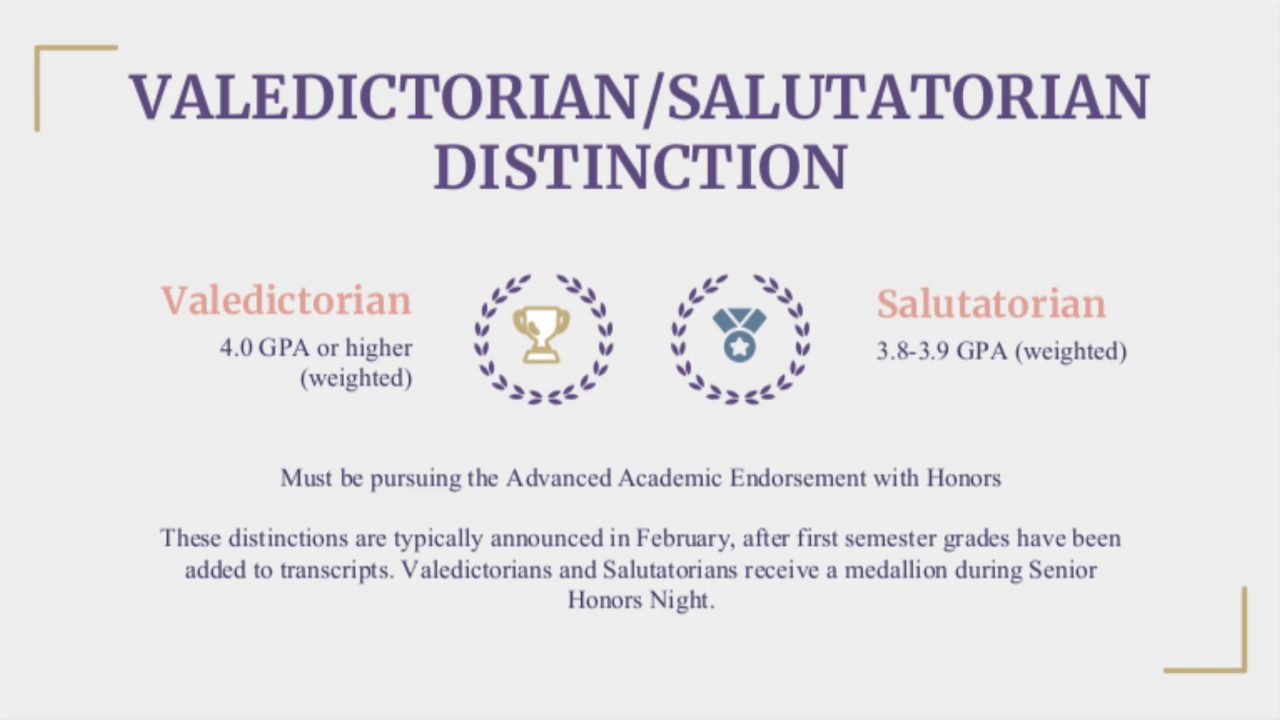 VALEDICTORIAN/SALUTATORIAN
DISTINCTION
Valedictorian
4.0 GPA or higher
(weighted)
Salutatorian
3.8-3.9 GPA (weighted)
Must be pursuing the Advanced Academic Endorsement with Honors
These distinctions are typically announced in February, after first semester grades have been
added to transcripts. Valedictorians and Salutatorians receive a medallion during Senior
Honors Night.